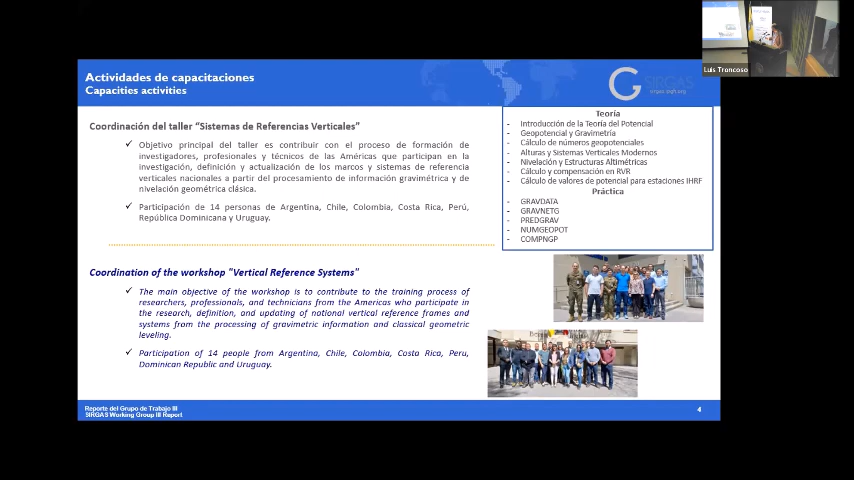 Actividades de capacitaciones
Capacities activities
SIRGAS
Luis Troncoso
Coordinación del taller “Sistemas de Referencias Verticales”
✓ Objetivo principal del taller es contribuir con el proceso de formación de
investigadores, profesionales y técnicos de las Américas que participan en la
investigación, definición y actualización de los marcos y sistemas de referencia
verticales nacionales a partir del procesamiento de información gravimétrica y de
nivelación geométrica clásica.
✓ Participación de 14 personas de Argentina, Chile, Colombia, Costa Rica, Perú,
República Dominicana y Uruguay.
Coordination of the workshop "Vertical Reference Systems"
✓ The main objective of the workshop is to contribute to the training process of
researchers, professionals, and technicians from the Americas who participate in
the research, definition, and updating of national vertical reference frames and
systems from the processing of gravimetric information and classical geometric
leveling.
✓ Participation of 14 people from Argentina, Chile, Colombia, Costa Rica, Peru,
Dominican Republic and Uruguay.
Teoría
- Introducción de la Teoría del Potencial
- Geopotencial y Gravimetría
- Cálculo de números geopotenciales
- Alturas y Sistemas Verticales Modernos
- Nivelación y Estructuras Altimétricas
- Cálculo y compensación en RVR
- Cálculo de valores de potencial para estaciones IHRF
Práctica
- GRAVDATA
- GRAVNETG
- PREDGRAV
- NUMGEOPOT
- COMPNGP
Reporte del Grupo de Trabajo III
SIRGAS Working Group III Report
4